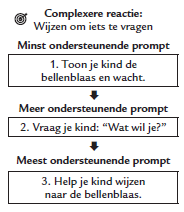 Complexere reactie:
Wijzen om iets te vragen
Minst ondersteunende prompt
1. Toon je kind de
bellenblaas en wacht.
Meer ondersteunende prompt
2. Vraag je kind: “Wat wil je?”
Meest ondersteunende prompt
3. Help je kind wijzen
naar de bellenblaas.